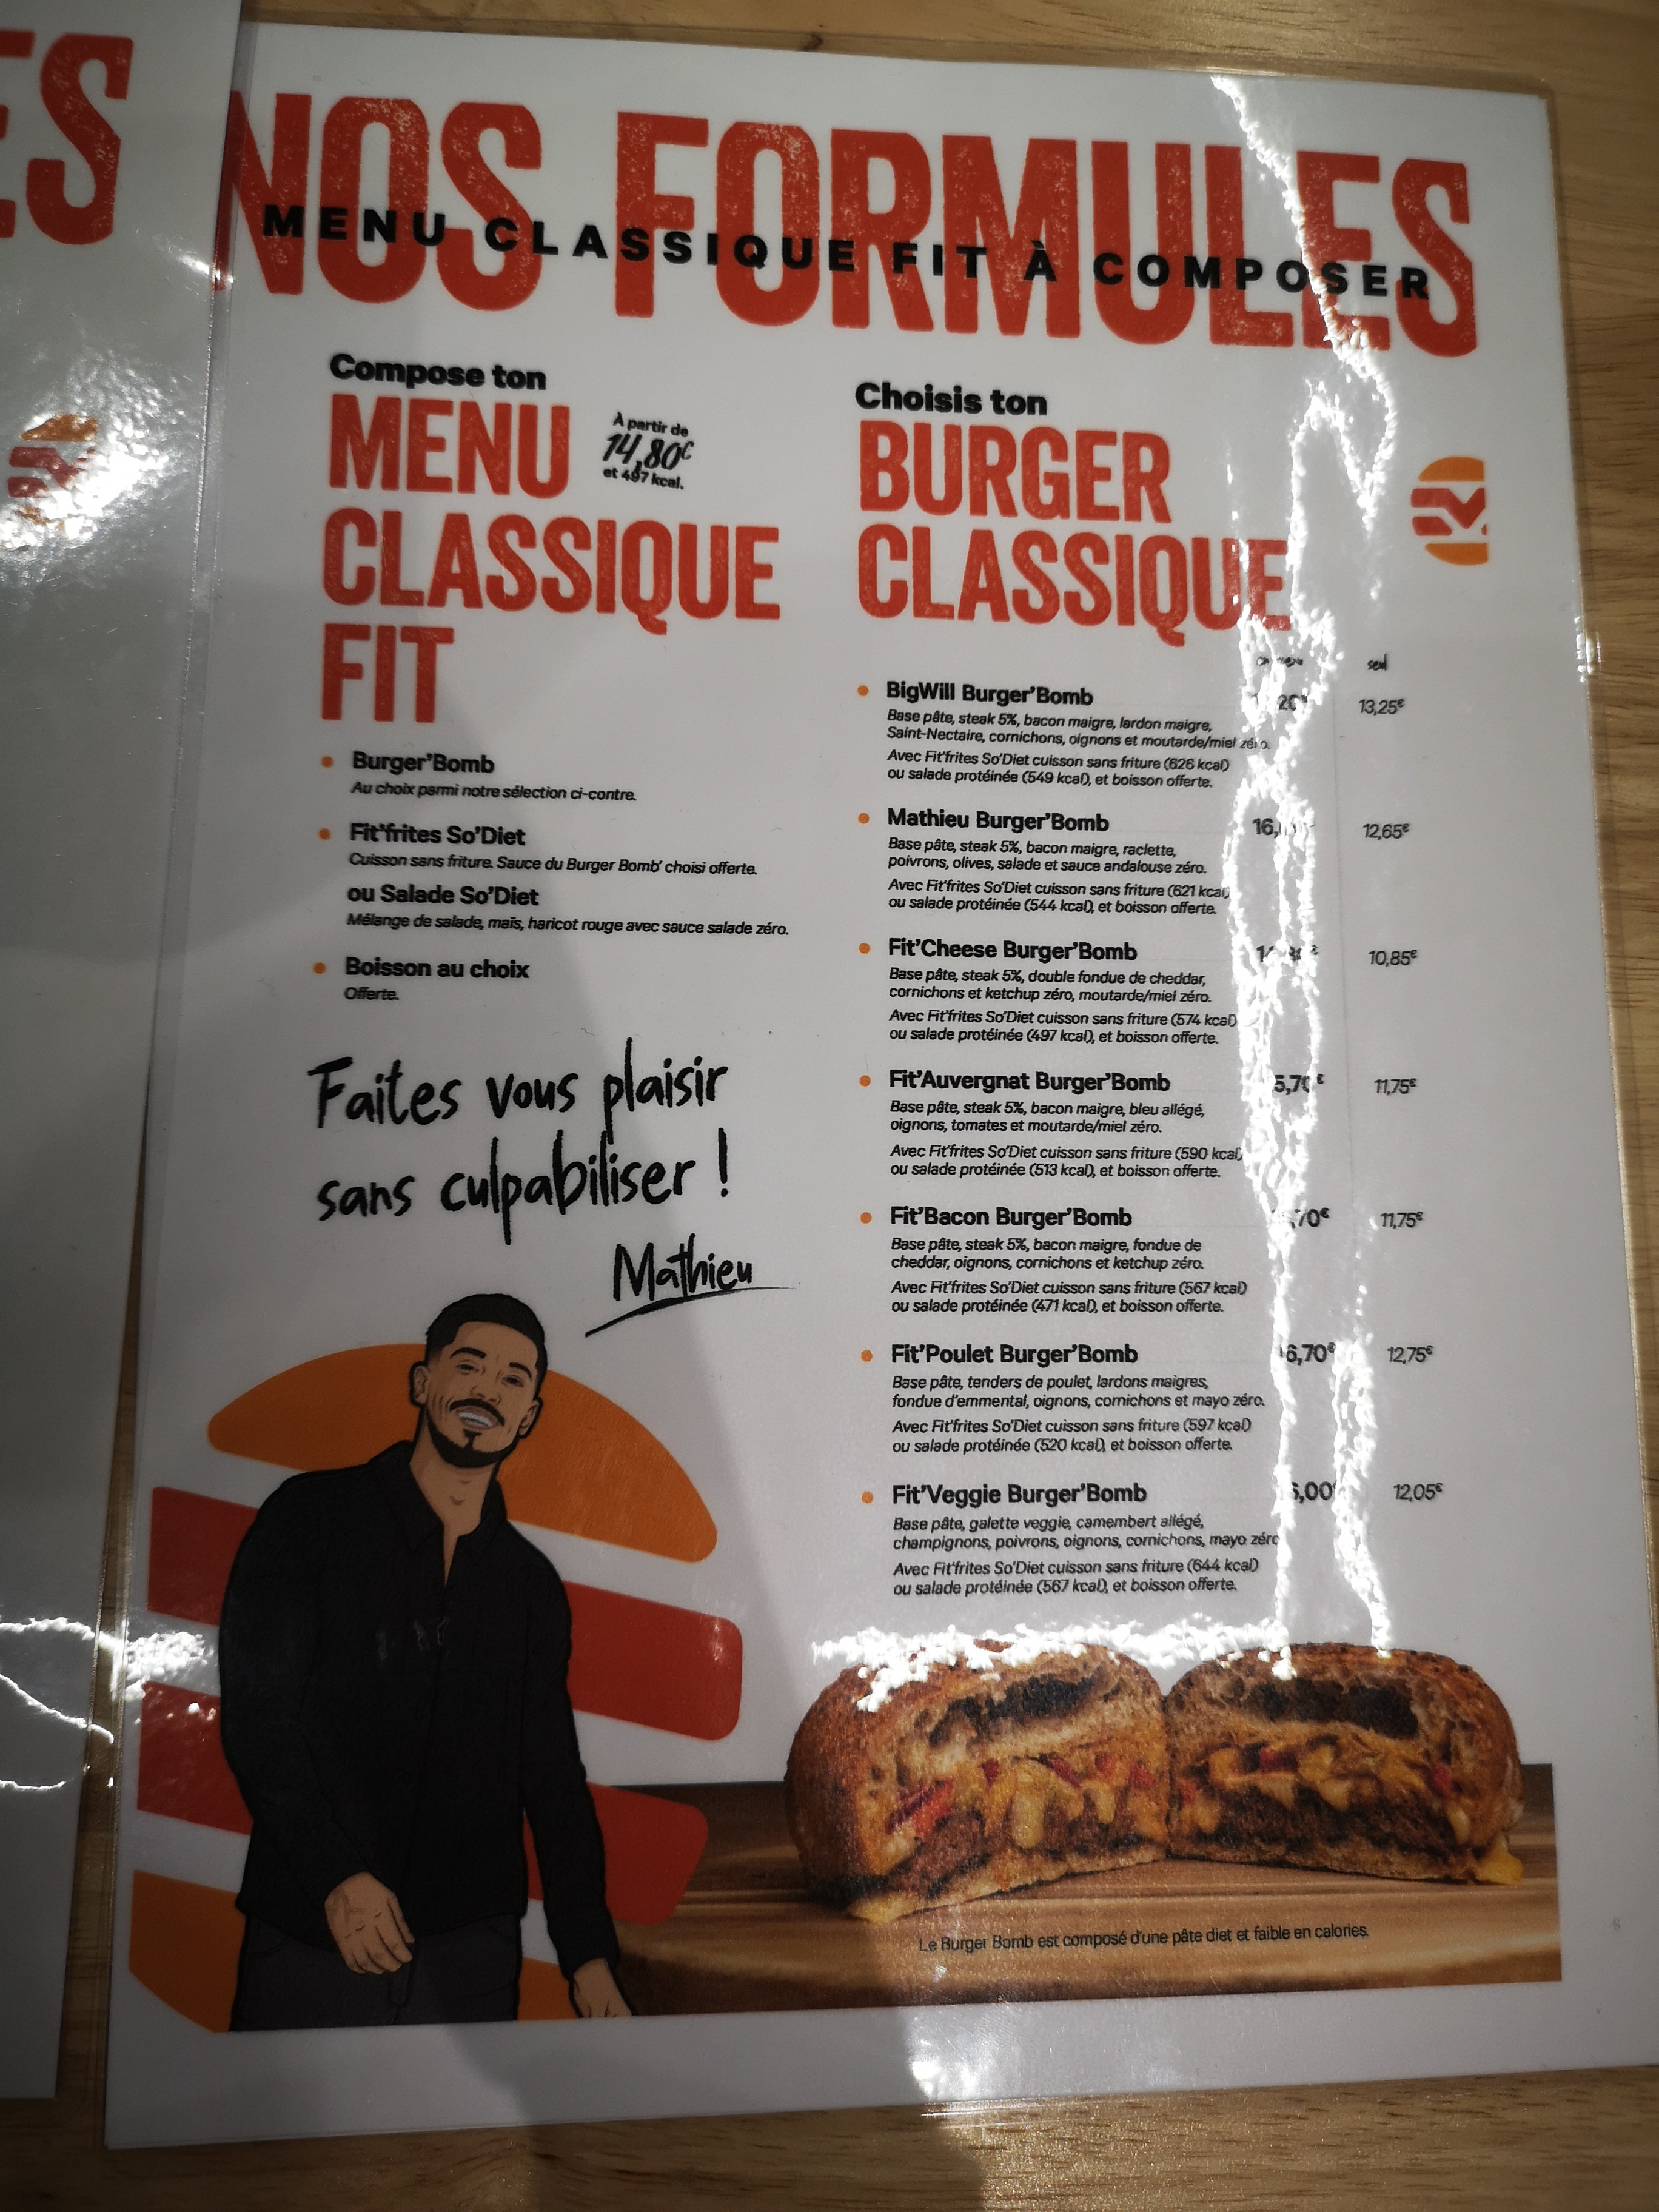 ES
NOS FORMULES
MENU CLASSIQUE FIT À COMPOSER
Compose ton
MENU
À partir de
14,80€
et 497 kcal.
CLASSIQUE
FIT
Burger'Bomb
Au choix parmi notre sélection ci-contre.
Fit'frites So'Diet
Cuisson sans friture. Sauce du Burger Bomb' choisi offerte.
ou Salade So'Diet
Mélange de salade, maïs, haricot rouge avec sauce salade zéro.
Boisson au choix
Offerte.
Faites vous plaisir
sans culpabiliser !
Mathieu
Choisis ton
BURGER
CLASSIQUE
seul
BigWill Burger'Bomb 13,25€
Base pâte, steak 5%, bacon maigre, lardon maigre,
Saint-Nectaire, cornichons, oignons et moutarde/miel zéro.
Avec Fit'frites So'Diet cuisson sans friture (626 kcal)
ou salade protéinée (549 kcal), et boisson offerte.
Mathieu Burger'Bomb 12,65€
Base pâte, steak 5%, bacon maigre, raclette,
poivrons, olives, salade et sauce andalouse zéro.
Avec Fit'frites So'Diet cuisson sans friture (621 kcal)
ou salade protéinée (544 kcal), et boisson offerte.
Fit'Cheese Burger'Bomb 10,85€
Base pâte, steak 5%, double fondue de cheddar,
cornichons et ketchup zéro, moutarde/miel zéro.
Avec Fit'frites So'Diet cuisson sans friture (574 kcal)
ou salade protéinée (497 kcal), et boisson offerte.
Fit'Auvergnat Burger'Bomb 11,75€
Base pâte, steak 5%, bacon maigre, bleu allégé,
oignons, tomates et moutarde/miel zéro.
Avec Fit'frites So'Diet cuisson sans friture (590 kcal)
ou salade protéinée (513 kcal), et boisson offerte.
Fit'Bacon Burger'Bomb 11,75€
Base pâte, steak 5%, bacon maigre, fondue de
cheddar, oignons, cornichons et ketchup zéro.
Avec Fit'frites So'Diet cuisson sans friture (567 kcal)
ou salade protéinée (471 kcal), et boisson offerte.
Fit'Poulet Burger'Bomb 12,75€
Base pâte, tenders de poulet, lardons maigres,
fondue d'emmental, oignons, cornichons et mayo zéro.
Avec Fit'frites So'Diet cuisson sans friture (597 kcal)
ou salade protéinée (520 kcal), et boisson offerte.
Fit'Veggie Burger'Bomb 12,05€
Base pâte, galette veggie, camembert allégé,
champignons, poivrons, oignons, cornichons, mayo zéro
Avec Fit'frites So'Diet cuisson sans friture (644 kcal)
ou salade protéinée (567 kcal), et boisson offerte.
Le Burger Bomb est composé d'une pâte diet et faible en calories.